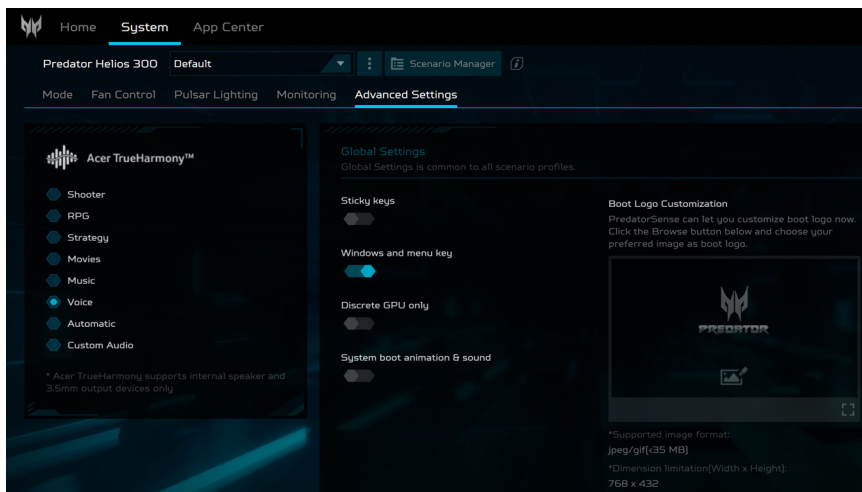 Home System App Center
Predator Helios 300 Default Scenario Manager i
Mode Fan Control Pulsar Lighting Monitoring Advanced Settings
Acer TrueHarmony™
Shooter
RPG
Strategy
Movies
Music
Voice
Automatic
Custom Audio
* Acer TrueHarmony supports internal speaker and
3.5mm output devices only
Global Settings
Global Settings is common to all scenario profiles.
Sticky keys
Windows and menu key
Discrete GPU only
System boot animation & sound
Boot Logo Customization
PredatorSense can let you customize boot logo now.
Click the Browse button below and choose your
preferred image as boot logo.
PREDATOR
*Supported image format:
jpeg/gif(<35 MB)
*Dimension limitation(Width x Height):
768 x 432